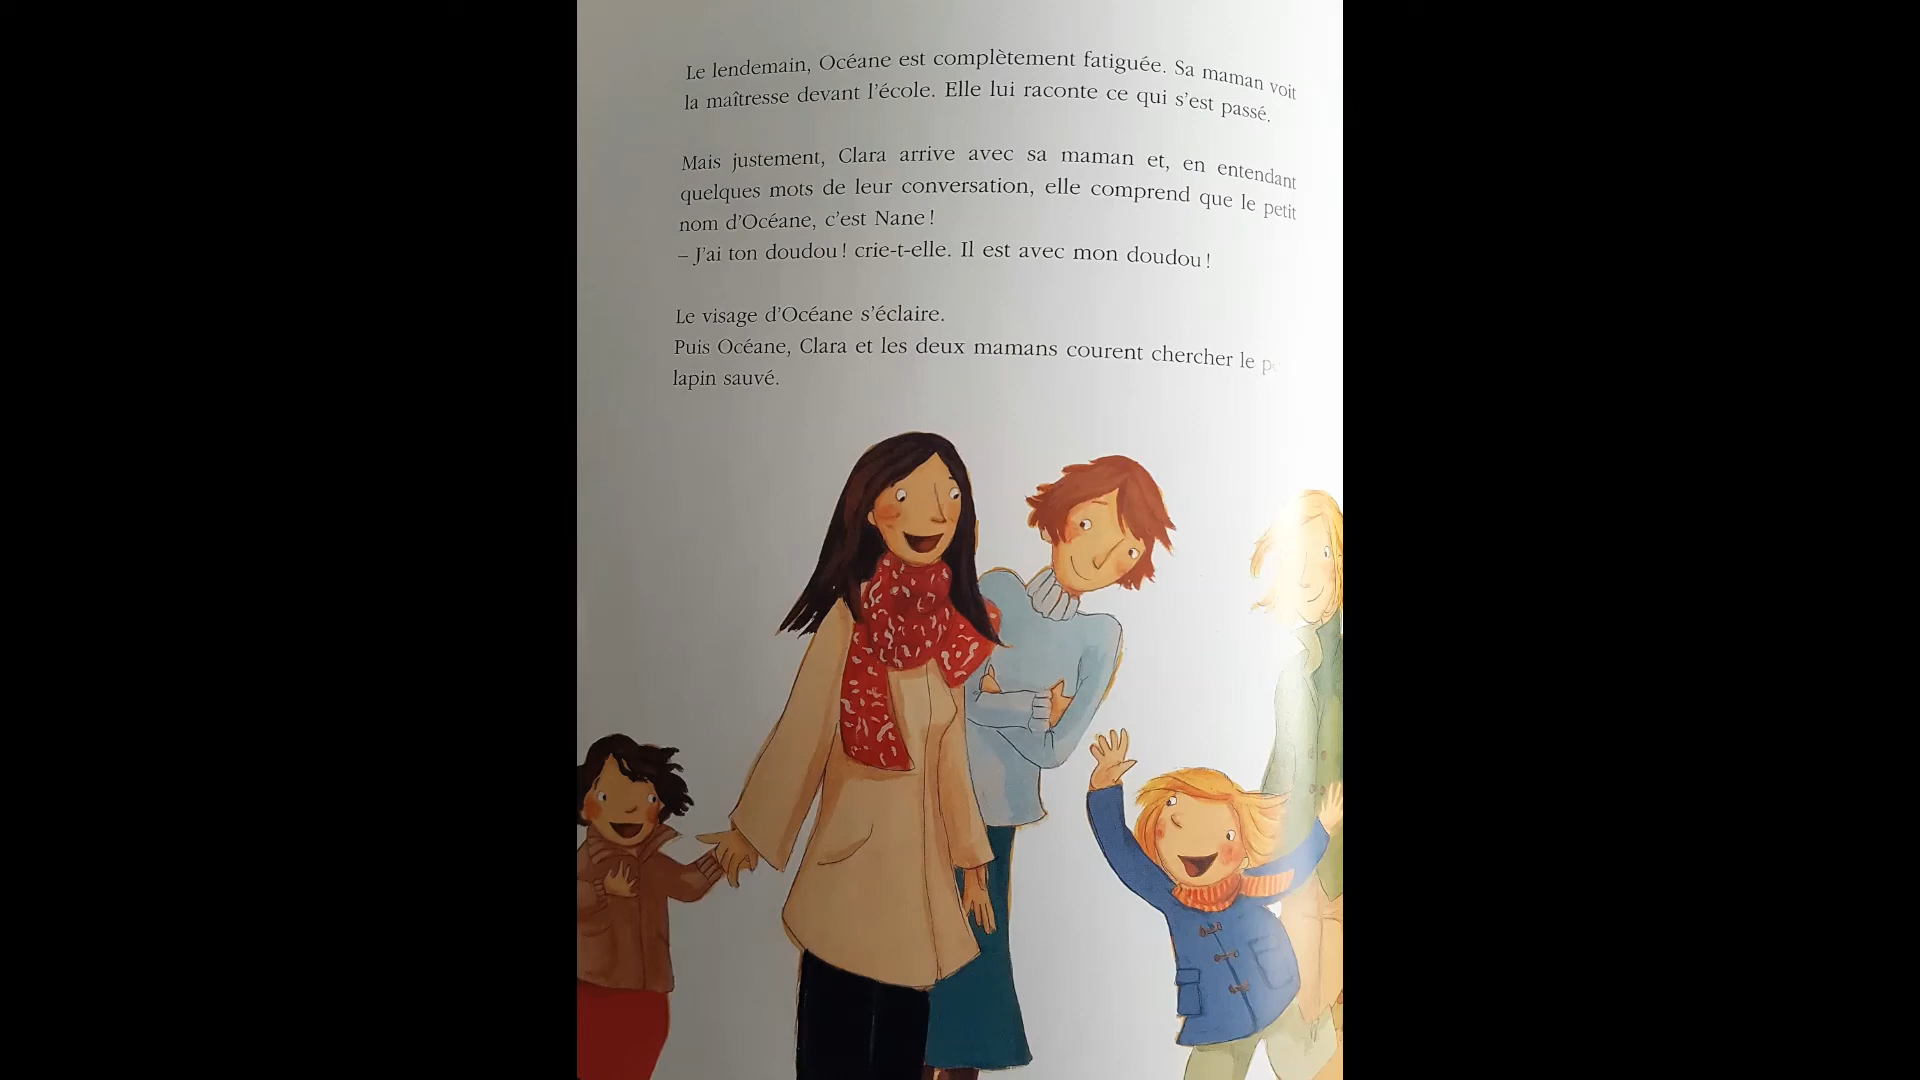 Le lendemain, Océane est complètement fatiguée. Sa maman voit
la maîtresse devant l'école. Elle lui raconte ce qui s'est passé.
Mais justement, Clara arrive avec sa maman et, en entendant
quelques mots de leur conversation, elle comprend que le petit
nom d'Océane, c'est Nane !
– J'ai ton doudou ! crie-t-elle. Il est avec mon doudou !
Le visage d'Océane s'éclaire.
Puis Océane, Clara et les deux mamans courent chercher le
lapin sauvé.